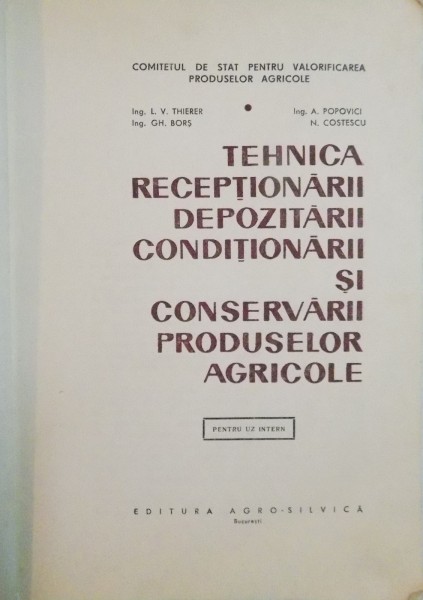 COMITETUL DE STAT PENTRU VALORIFICAREA
PRODUSELOR AGRICOLE
Ing. L. V. THIERER • Ing. A. POPOVICI
Ing. GH. BORȘ N. COSTESCU
TEHNICA
RECEPȚIONĂRII
DEPOZITĂRII
CONDIȚIONĂRII
ȘI
CONSERVĂRII
PRODUSELOR
AGRICOLE
PENTRU UZ INTERN
EDITURA AGRO-SILVICĂ
București